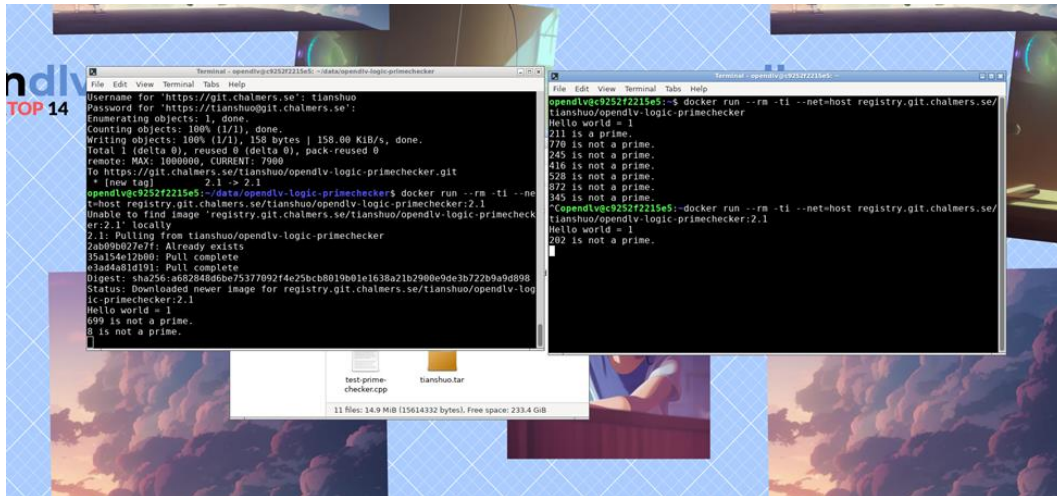 ndlv
TOP 14
Terminal - opendlv@c9252f2215e5: ~/data/opendlv-logic-primechecker
File Edit View Terminal Tabs Help
Username for 'https://git.chalmers.se': tianshuo
Password for 'https://tianshuo@git.chalmers.se':
Enumerating objects: 1, done.
Counting objects: 100% (1/1), done.
Writing objects: 100% (1/1), 158 bytes | 158.00 KiB/s, done.
Total 1 (delta 0), reused 0 (delta 0), pack-reused 0
remote: MAX: 1000000, CURRENT: 7900
To https://git.chalmers.se/tianshuo/opendlv-logic-primechecker.git
* [new tag] 2.1 -> 2.1
opendlv@c9252f2215e5:~/data/opendlv-logic-primechecker$ docker run --rm -ti --ne
t=host registry.git.chalmers.se/tianshuo/opendlv-logic-primechecker:2.1
Unable to find image 'registry.git.chalmers.se/tianshuo/opendlv-logic-primecheck
er:2.1' locally
2.1: Pulling from tianshuo/opendlv-logic-primechecker
2ab09b027e7f: Already exists
35a154e12b00: Pull complete
e3ad4a81d191: Pull complete
Digest: sha256:a682848d6be75377092f4e25bcb8019b01e1638a21b2900e9de3b722b9a9d898
Status: Downloaded newer image for registry.git.chalmers.se/tianshuo/opendlv-log
ic-primechecker:2.1
Hello world = 1
699 is not a prime.
8 is not a prime.
Terminal - opendlv@c9252f2215e5: ~
File Edit View Terminal Tabs Help
opendlv@c9252f2215e5:~$ docker run --rm -ti --net=host registry.git.chalmers.se/
tianshuo/opendlv-logic-primechecker
Hello world = 1
211 is a prime.
770 is not a prime.
245 is not a prime.
416 is not a prime.
528 is not a prime.
872 is not a prime.
345 is not a prime.
^Copendlv@c9252f2215e5:~docker run --rm -ti --net=host registry.git.chalmers.se/
tianshuo/opendlv-logic-primechecker:2.1
Hello world = 1
202 is not a prime.
test-prime-
checker.cpp
tianshuo.tar
11 files: 14.9 MiB (15614332 bytes), Free space: 233.4 GiB